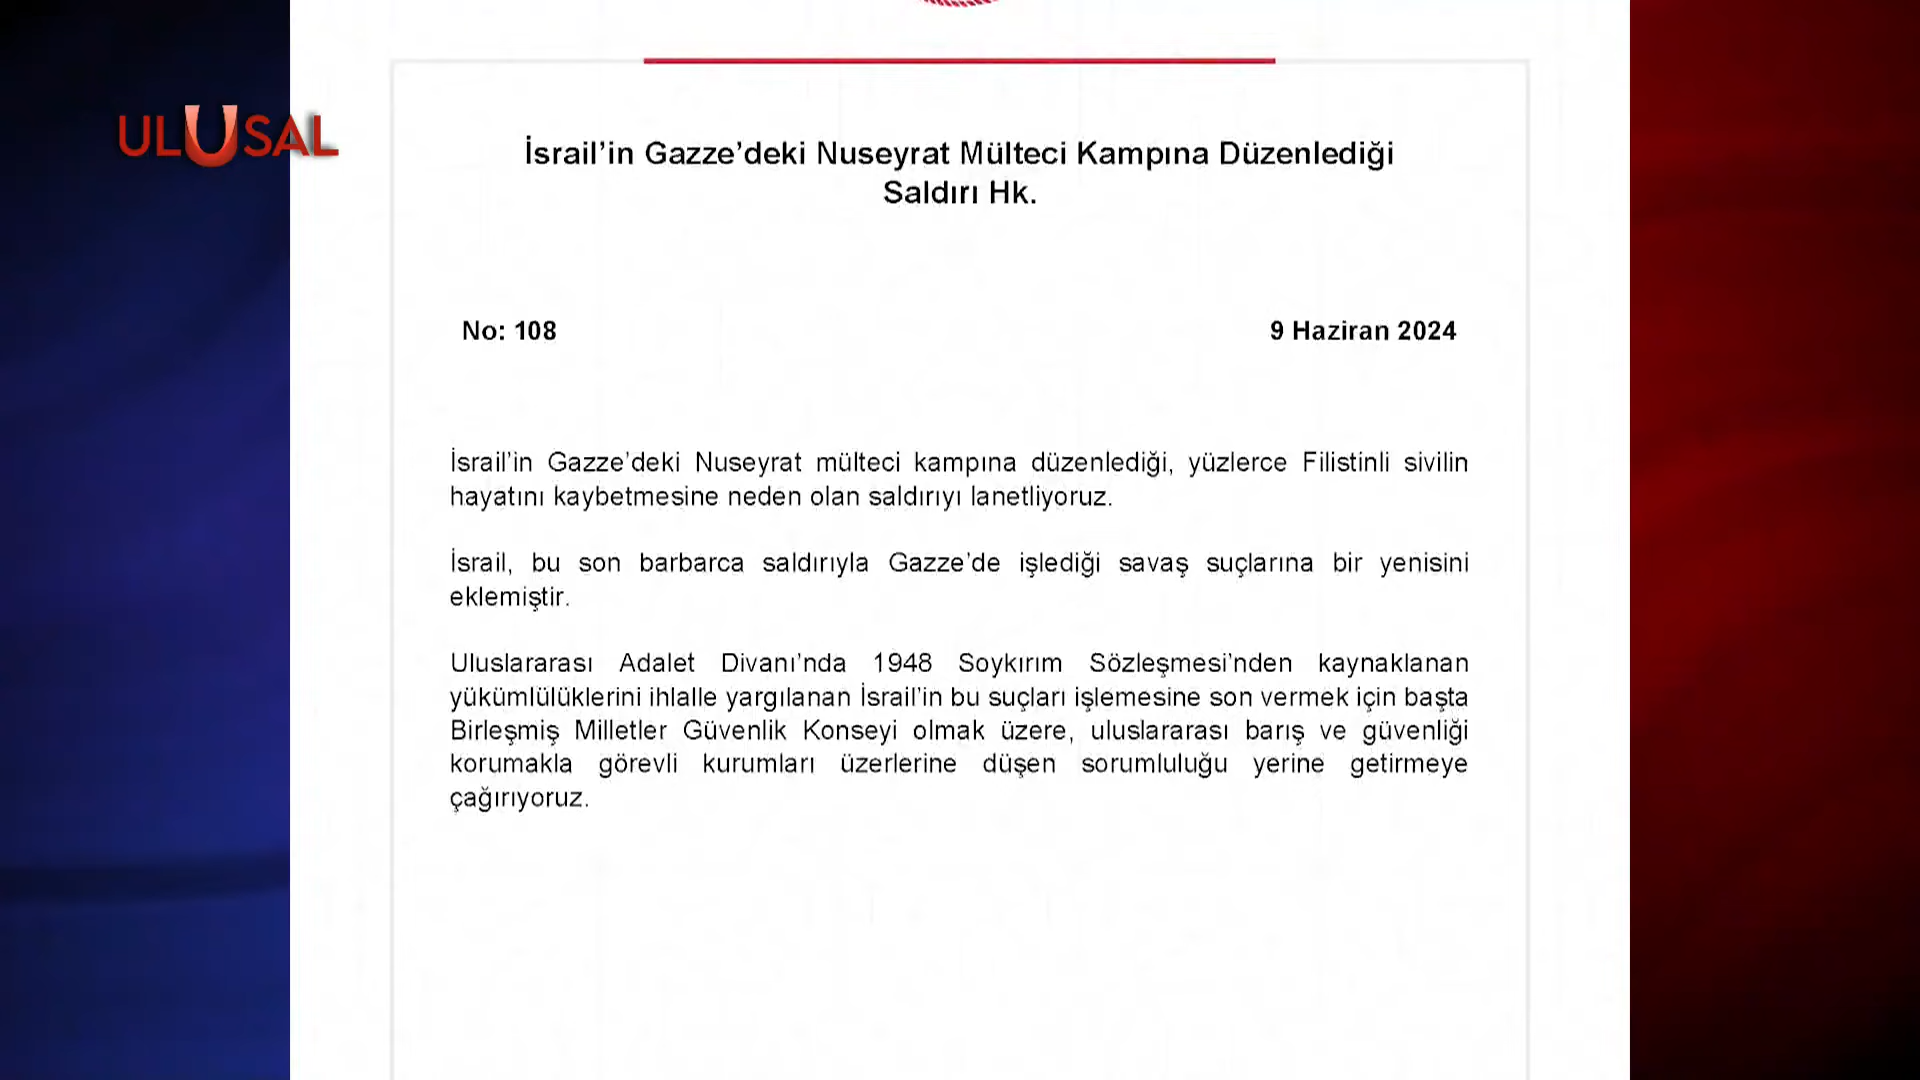 ULUSAL
İsrail’in Gazze’deki Nuseyrat Mülteci Kampına Düzenlediği
Saldırı Hk.
No: 108
9 Haziran 2024
İsrail’in Gazze’deki Nuseyrat mülteci kampına düzenlediği, yüzlerce Filistinli sivilin
hayatını kaybetmesine neden olan saldırıyı lanetliyoruz.
İsrail, bu son barbarca saldırıyla Gazze’de işlediği savaş suçlarına bir yenisini
eklemiştir.
Uluslararası Adalet Divanı’nda 1948 Soykırım Sözleşmesi’nden kaynaklanan
yükümlülüklerini ihlalle yargılanan İsrail’in bu suçları işlemesine son vermek için başta
Birleşmiş Milletler Güvenlik Konseyi olmak üzere, uluslararası barış ve güvenliği
korumakla görevli kurumları üzerlerine düşen sorumluluğu yerine getirmeye
çağırıyoruz.